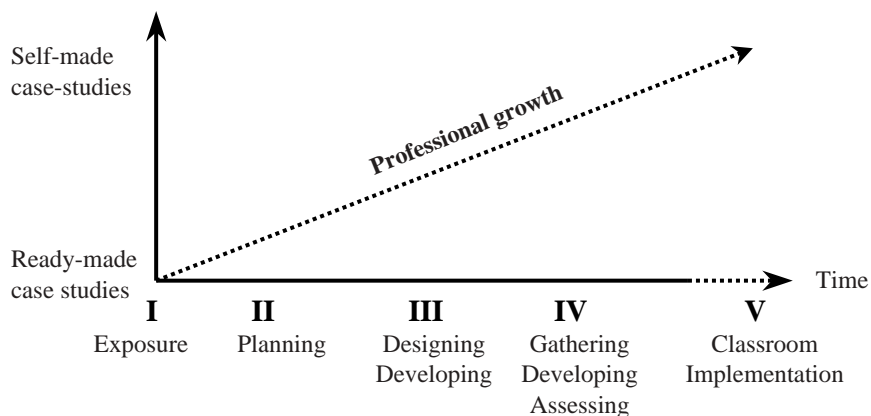 Self-made
case-studies
Professional growth
Ready-made
case studies
Time
I
II
III
IV
V
Exposure
Planning
Designing
Developing
Gathering
Developing
Assessing
Classroom
Implementation